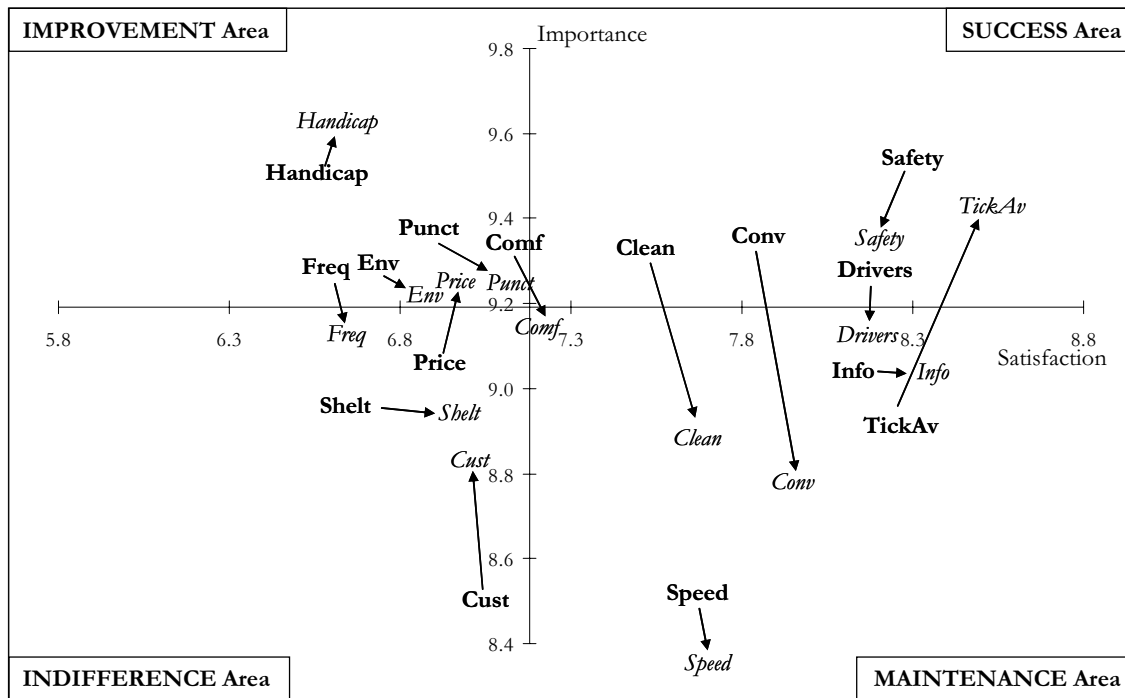 IMPROVEMENT Area
SUCCESS Area
Importance
9.8
9.6
Handicap
Handicap
Safety
TickAv
9.4
Punct
Comf
Clean
Conv
Safety
Freq
Env
Price
Punct
Drivers
Env
9.2
Freq
Comf
Drivers
5.8
6.3
6.8
7.3
7.8
8.3
8.8
Satisfaction
Price
Info
Info
9.0
Shelt
Shelt
TickAv
Clean
Cust
8.8
Conv
8.6
Cust
Speed
8.4
Speed
INDIFFERENCE Area
MAINTENANCE Area